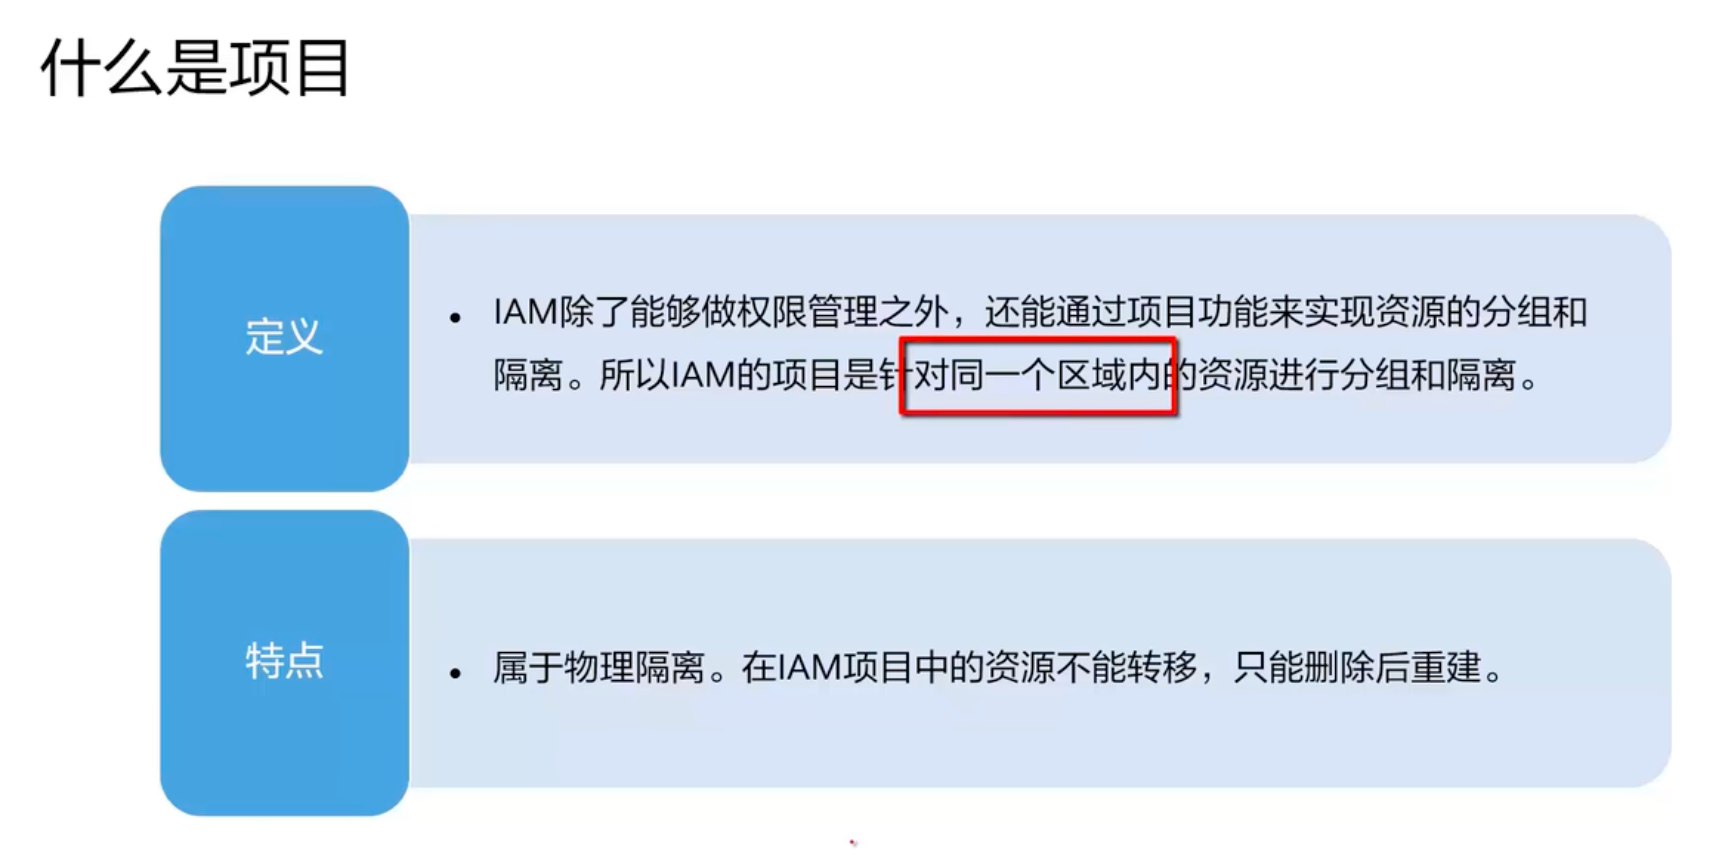 什么是项目
定义
• IAM除了能够做权限管理之外，还能通过项目功能来实现资源的分组和
隔离。所以IAM的项目是针对同一个区域内的资源进行分组和隔离。
特点
• 属于物理隔离。在IAM项目中的资源不能转移，只能删除后重建。